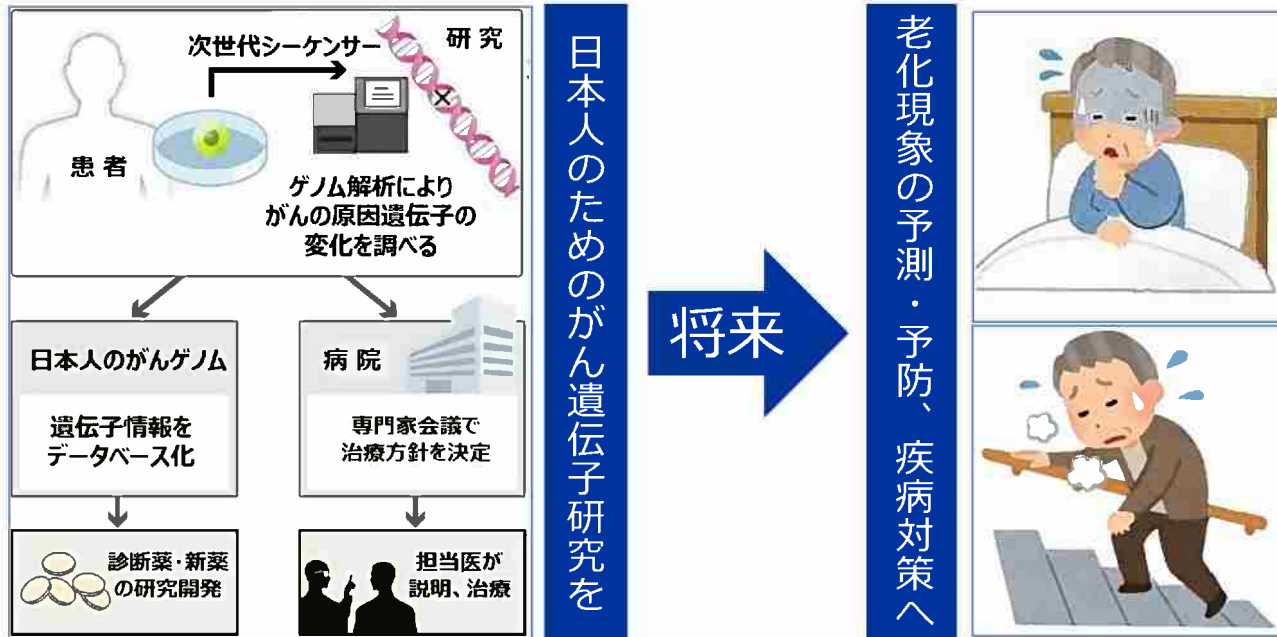 次世代シーケンサー
研究
患者
ゲノム解析により
がんの原因遺伝子の
変化を調べる
日本人のがんゲノム
遺伝子情報を
データベース化
診断薬・新薬
の研究開発
病院
専門家会議で
治療方針を決定
担当医が
説明、治療
日本人のためのがん遺伝子研究を
将来
老化現象の予測・予防、疾病対策へ